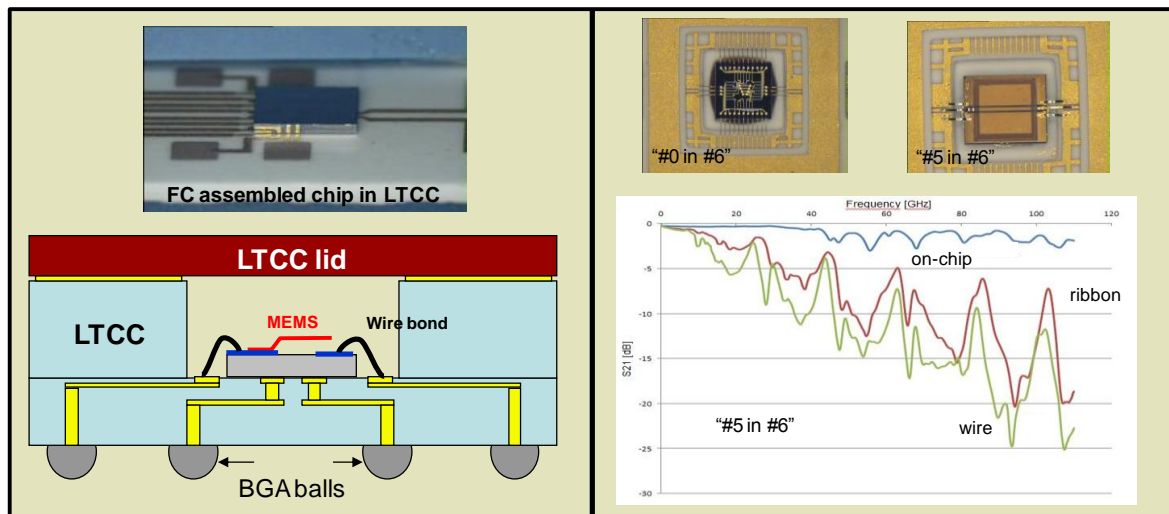 FC assembled chip in LTCC
LTCC lid
LTCC
MEMS
Wire bond
BGA balls
“#0 in #6”
“#5 in #6”
Frequency [GHz]
0 20 40 60 80 100 120
0
-5
-10
-15
-20
-25
-30
S21 [dB]
on-chip
ribbon
wire
“#5 in #6”